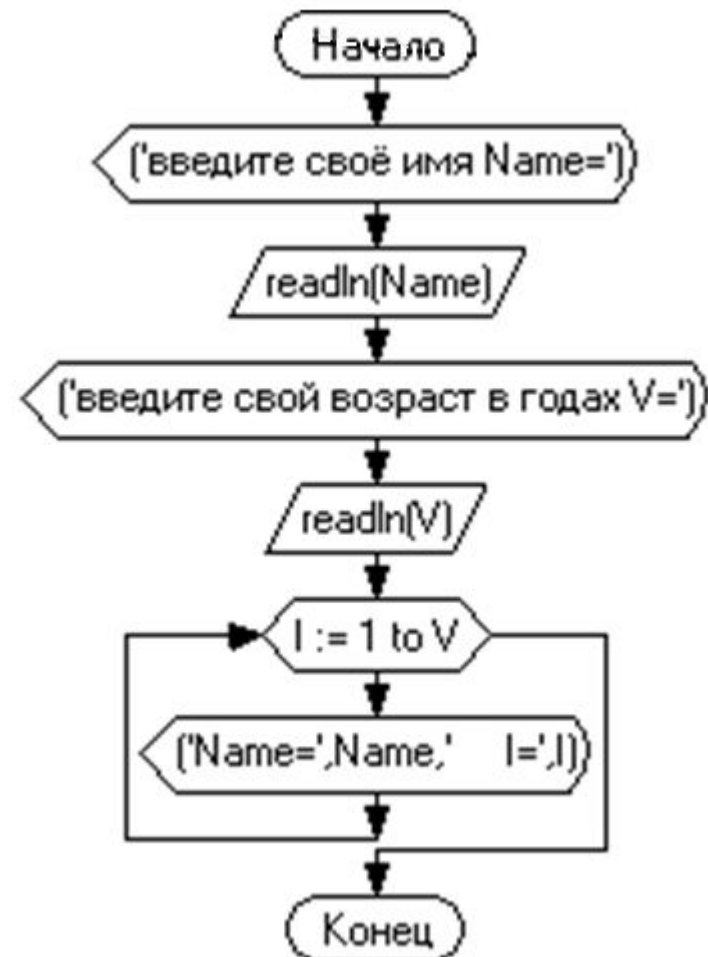 Начало
('введите своё имя Name=')
readln(Name)
('введите свой возраст в годах V=')
readln(V)
I := 1 to V
('Name=',Name,'     I=',I)
Конец